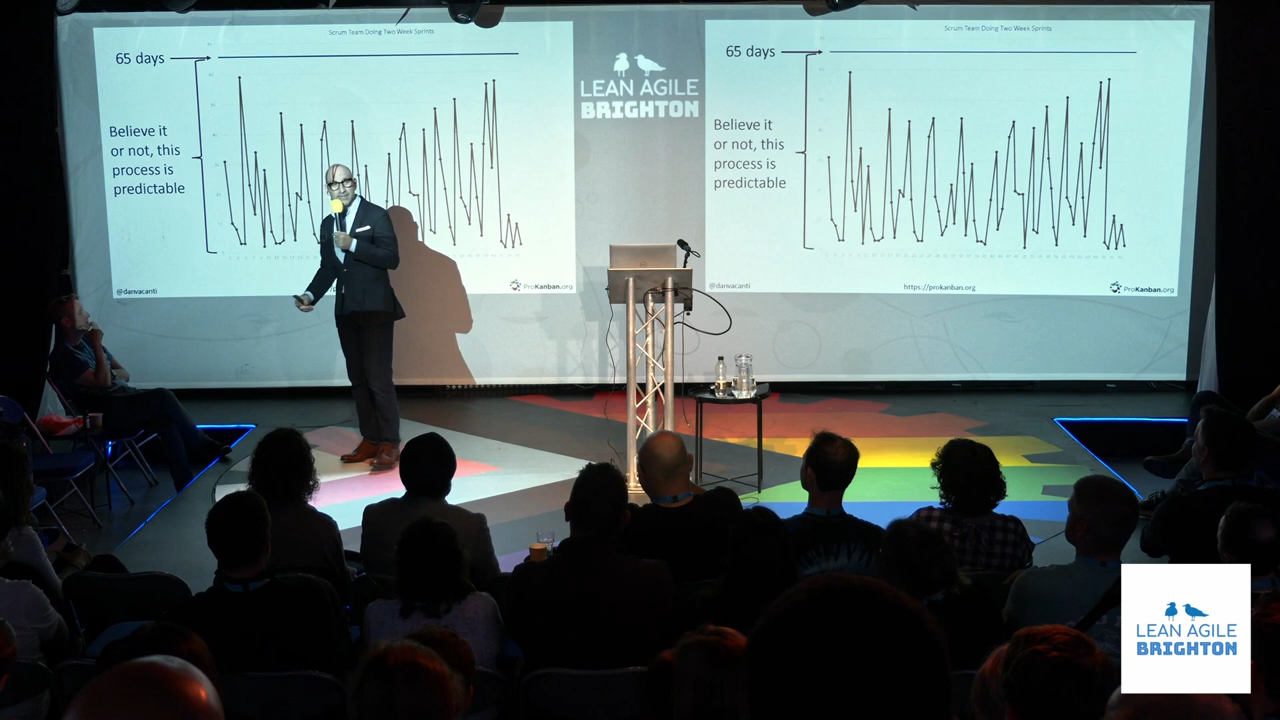 Scrum Team Doing Two Week Sprints
65 days
Believe it
or not, this
process is
predictable
@danvacanti
ProKanban.org
LEAN AGILE
BRIGHTON
Scrum Team Doing Two Week Sprints
65 days
Believe it
or not, this
process is
predictable
@danvacanti
https://prokanban.org
ProKanban.org
LEAN AGILE
BRIGHTON